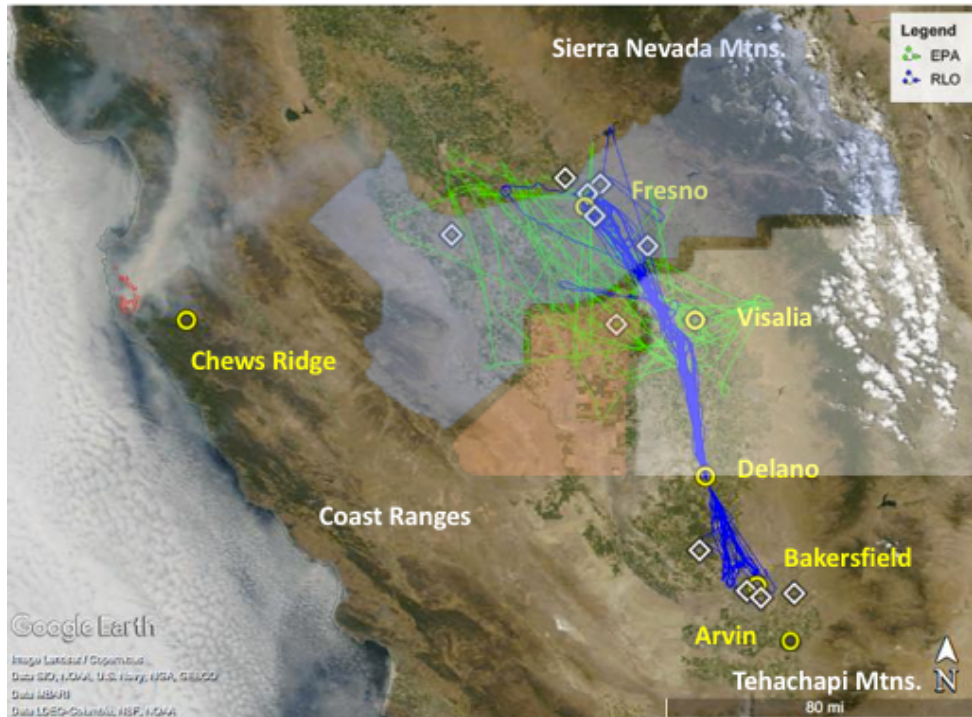 Sierra Nevada Mtns.
Legend
EPA
RLO
Fresno
Visalia
Chews Ridge
Delano
Coast Ranges
Bakersfield
Arvin
Google Earth
Image Landsat / Copernicus
Data SIO, NOAA, U.S. Navy, NGA, GEBCO
Data MBARI
Data LDEO-Columbia, NSF, NOAA
Tehachapi Mtns.
N
80 mi